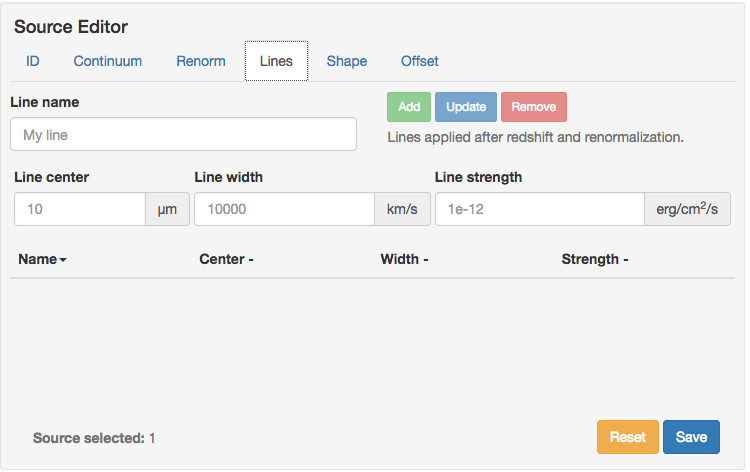 Source Editor
ID Continuum Renorm Lines Shape Offset
Line name
Add Update Remove
My line
Lines applied after redshift and renormalization.
Line center Line width Line strength
10 µm 10000 km/s 1e-12 erg/cm²/s
Name Center - Width - Strength -
Source selected: 1
Reset Save